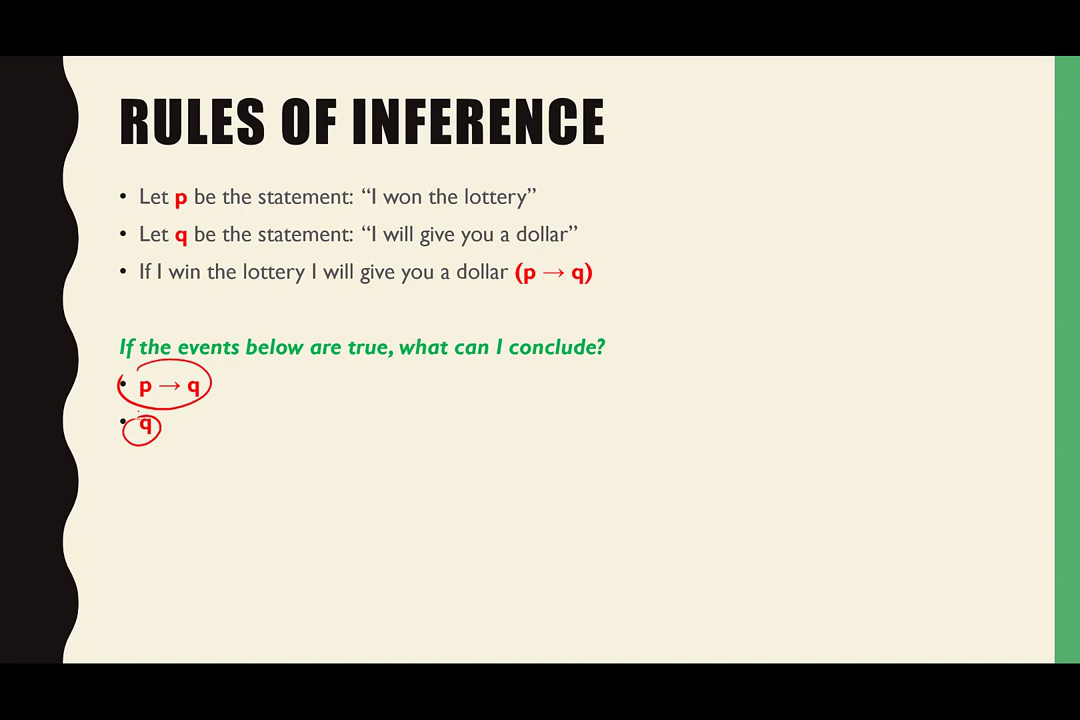 RULES OF INFERENCE
• Let p be the statement: “I won the lottery”
• Let q be the statement: “I will give you a dollar”
• If I win the lottery I will give you a dollar (p → q)
If the events below are true, what can I conclude?
• p → q
• q